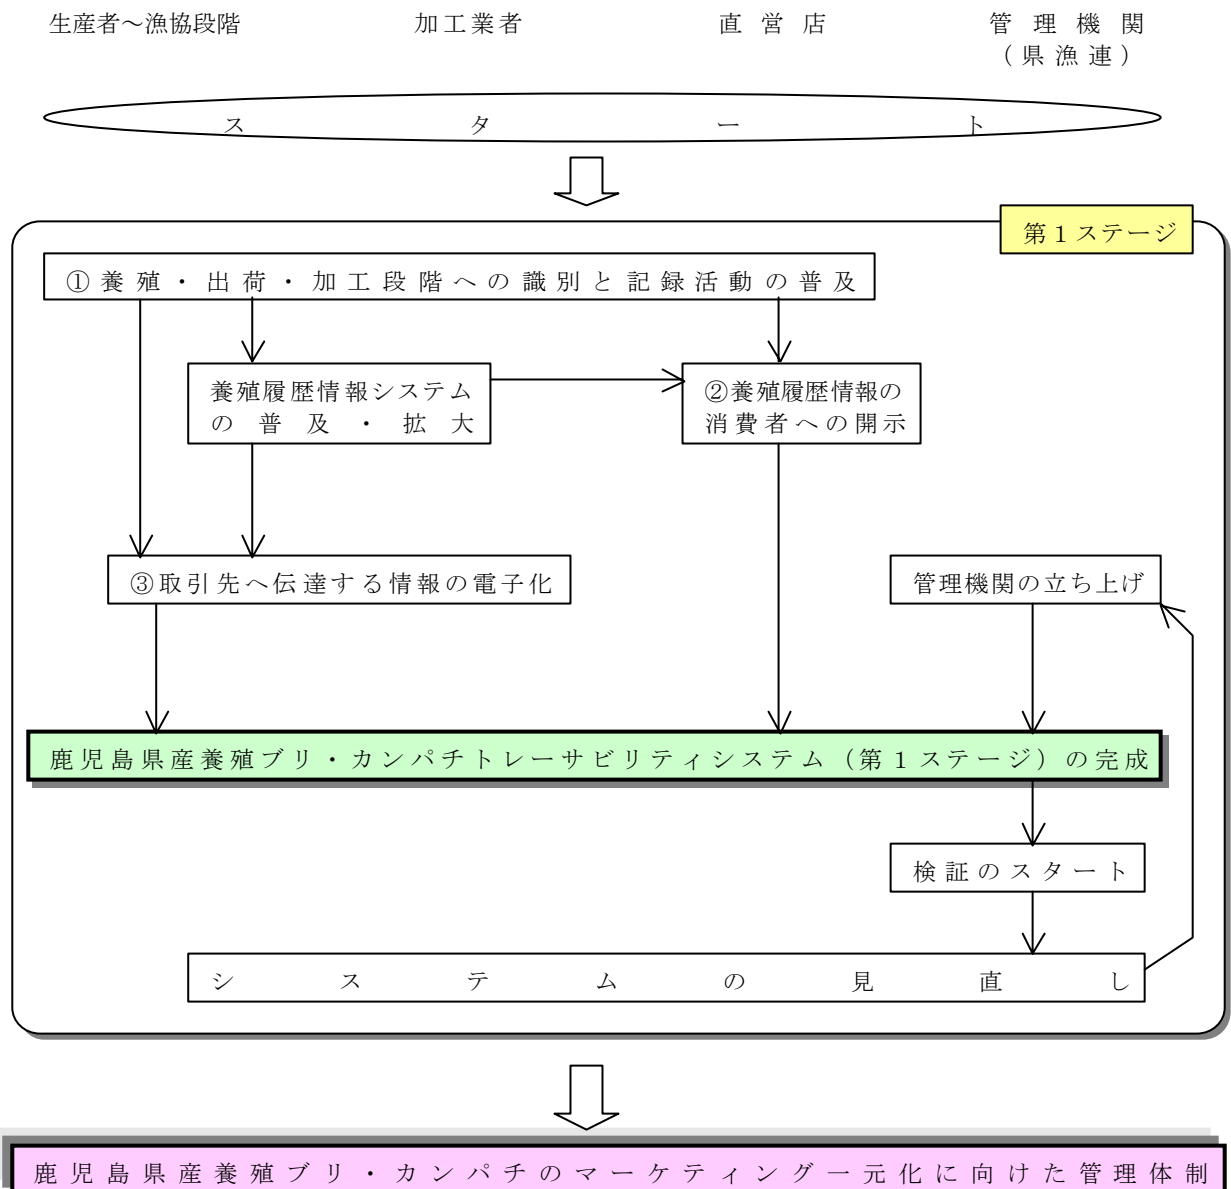 生産者～漁協段階
加工業者
直営店
管理機関
（県漁連）
スタート
第１ステージ
①養殖・出荷・加工段階への識別と記録活動の普及
養殖履歴情報システム
の普及・拡大
②養殖履歴情報の
消費者への開示
③取引先へ伝達する情報の電子化
管理機関の立ち上げ
鹿児島県産養殖ブリ・カンパチトレーサビリティシステム（第１ステージ）の完成
検証のスタート
システムの見直し
鹿児島県産養殖ブリ・カンパチのマーケティング一元化に向けた管理体制